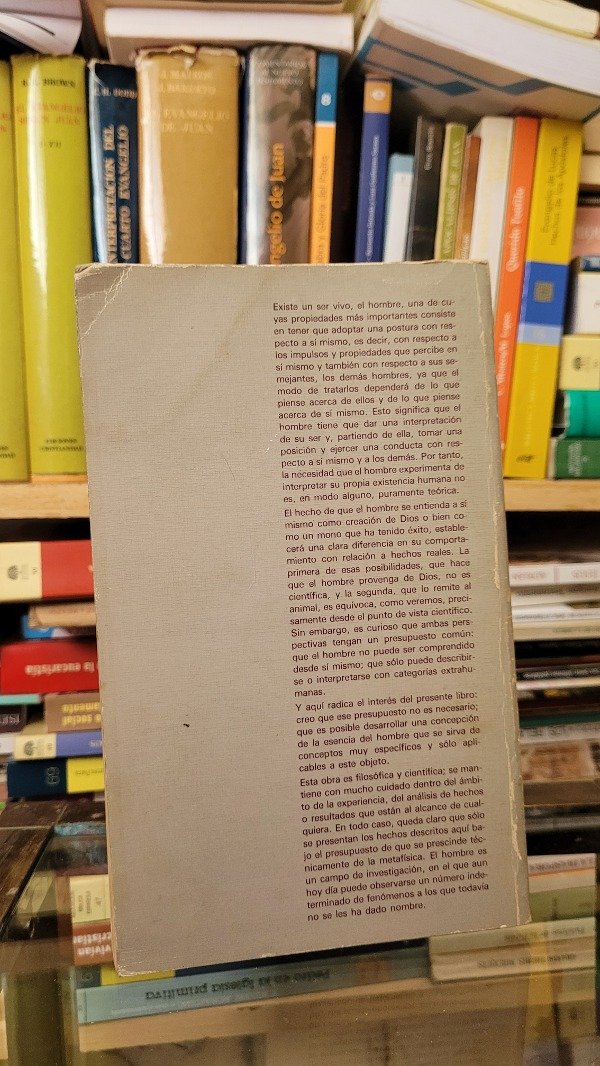 EVANGELIO
DE JUAN
INTERPRETACION DEL
CUARTO EVANGELIO
Evangelio de Juan
Existe un ser vivo, el hombre, una de cu-
yas propiedades más importantes consiste
en tener que adoptar una postura con res-
pecto a sí mismo, es decir, con respecto a
los impulsos y propiedades que percibe en
sí mismo y también con respecto a sus se-
mejantes, los demás hombres, ya que el
modo de tratarlos dependerá de lo que
piense acerca de ellos y de lo que piense
acerca de sí mismo. Esto significa que el
hombre tiene que dar una interpretación
de su ser y, partiendo de ella, tomar una
posición y ejercer una conducta con res-
pecto a sí mismo y a los demás. Por tanto,
la necesidad que el hombre experimenta de
interpretar su propia existencia humana no
es, en modo alguno, puramente teórica.
El hecho de que el hombre se entienda a sí
mismo como creación de Dios o bien co-
mo un mono que ha tenido éxito, estable-
cerá una clara diferencia en su comporta-
miento con relación a hechos reales. La
primera de esas posibilidades, que hace
que el hombre provenga de Dios, no es
científica, y la segunda, que lo remite al
animal, es equívoca, como veremos, preci-
samente desde el punto de vista científico.
Sin embargo, es curioso que ambas pers-
pectivas tengan un presupuesto común:
que el hombre no puede ser comprendido
desde sí mismo; que sólo puede describir-
se o interpretarse con categorías extrahu-
manas.
Y aquí radica el interés del presente libro:
creo que ese presupuesto no es necesario;
que es posible desarrollar una concepción
de la esencia del hombre que se sirva de
conceptos muy específicos y sólo apli-
cables a este objeto.
Esta obra es filosófica y científica; se man-
tiene con mucho cuidado dentro del ámbi-
to de la experiencia, del análisis de hechos
o resultados que están al alcance de cual-
quiera. En todo caso, queda claro que sólo
se presentan los hechos descritos aquí ba-
jo el presupuesto de que se prescinde téc-
nicamente de la metafísica. El hombre es
un campo de investigación, en el que aun
hoy día puede observarse un número inde-
terminado de fenómenos a los que todavía
no se les ha dado nombre.
la eucaristía
Pedro en la Iglesia primitiva